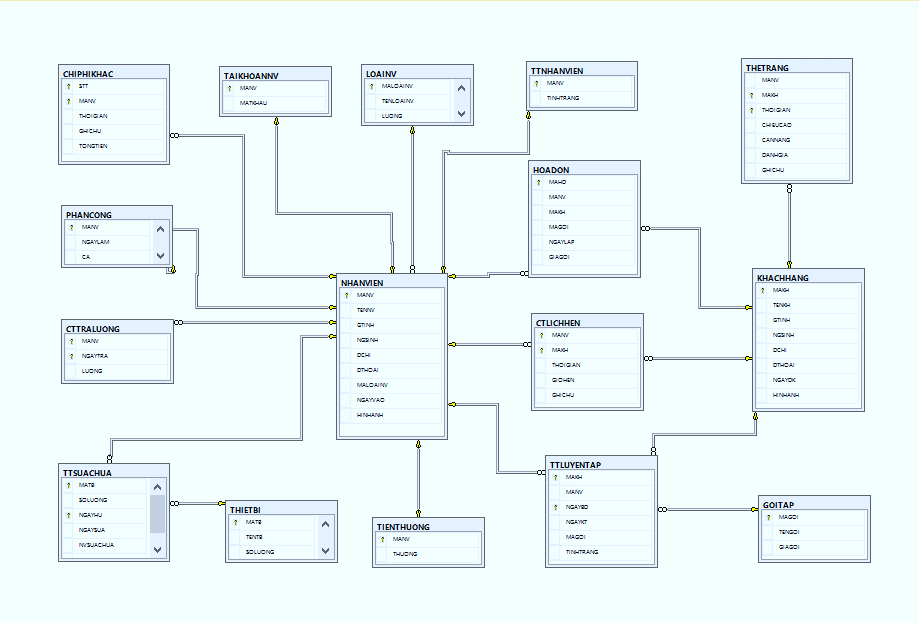 CHIPHIKHAC
STT
MANV
THOIGIAN
GHICHU
TONGTIEN
TAIKHOANNV
MANV
MATKHAU
LOAINV
MALOAINV
TENLOAINV
LUONG
TTNHANVIEN
MANV
TINHTRANG
THETRANG
MANV
MAKH
THOIGIAN
CHIEUCAO
CANNANG
DANHGIA
GHICHU
PHANCONG
MANV
NGAYLAM
CA
HOADON
MAHD
MANV
MAKH
MAGOI
NGAYLAP
GIAGOI
NHANVIEN
MANV
TENNV
GTINH
NGSINH
DCHI
DTHOAI
MALOAINV
NGAYVAO
HINHANH
KHACHHANG
MAKH
TENKH
GTINH
NGSINH
DCHI
DTHOAI
NGAYDK
HINHANH
CTTRALUONG
MANV
NGAYTRA
LUONG
CTLICHHEN
MANV
MAKH
THOIGIAN
GIOHEN
GHICHU
TTSUACHUA
MATB
SOLUONG
NGAYHU
NGAYSUA
NVSUACHUA
THIETBI
MATB
TENTB
SOLUONG
TIENTHUONG
MANV
THUONG
TTLUYENTAP
MAKH
MANV
NGAYBD
NGAYKT
MAGOI
TINHTRANG
GOITAP
MAGOI
TENGOI
GIAGOI